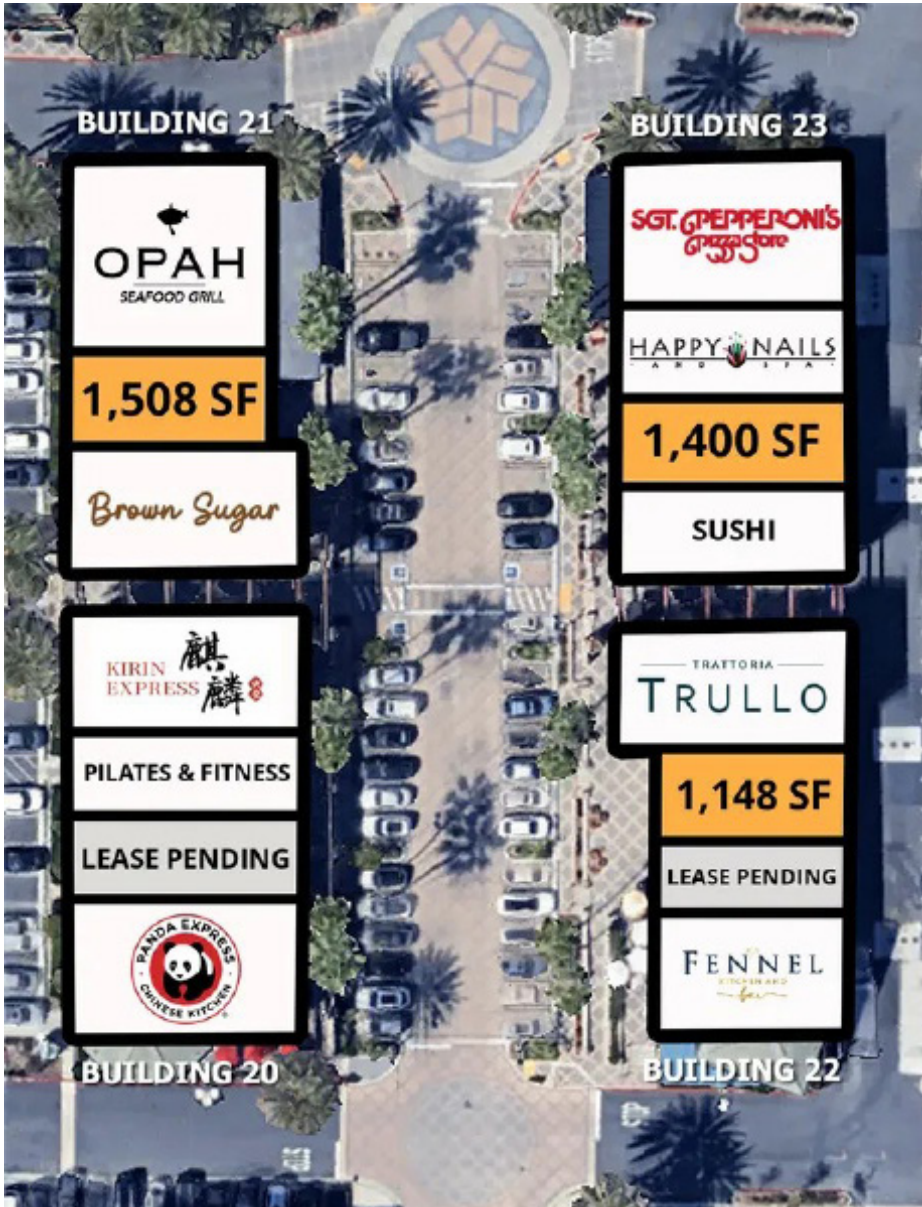 BUILDING 21
OPAH
SEAFOOD GRILL
1,508 SF
Brown Sugar
KIRIN
EXPRESS
麒
麟
PILATES & FITNESS
LEASE PENDING
PANDA EXPRESS
CHINESE KITCHEN
BUILDING 20
BUILDING 23
SGT. PEPPERONI'S
pizza store
HAPPY NAILS
AND SPA
1,400 SF
SUSHI
TRATTORIA
TRULLO
1,148 SF
LEASE PENDING
FENNEL
KITCHEN AND
bar
BUILDING 22